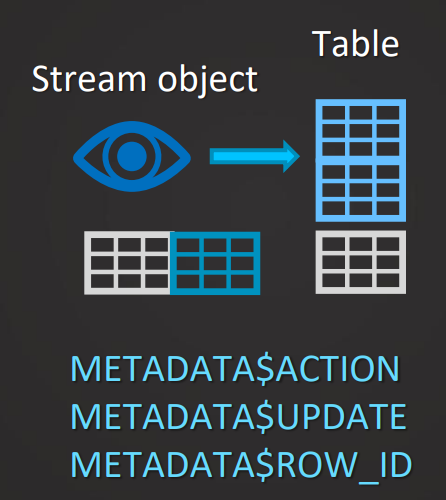 Table
Stream object
METADATA$ACTION
METADATA$UPDATE
METADATA$ROW_ID